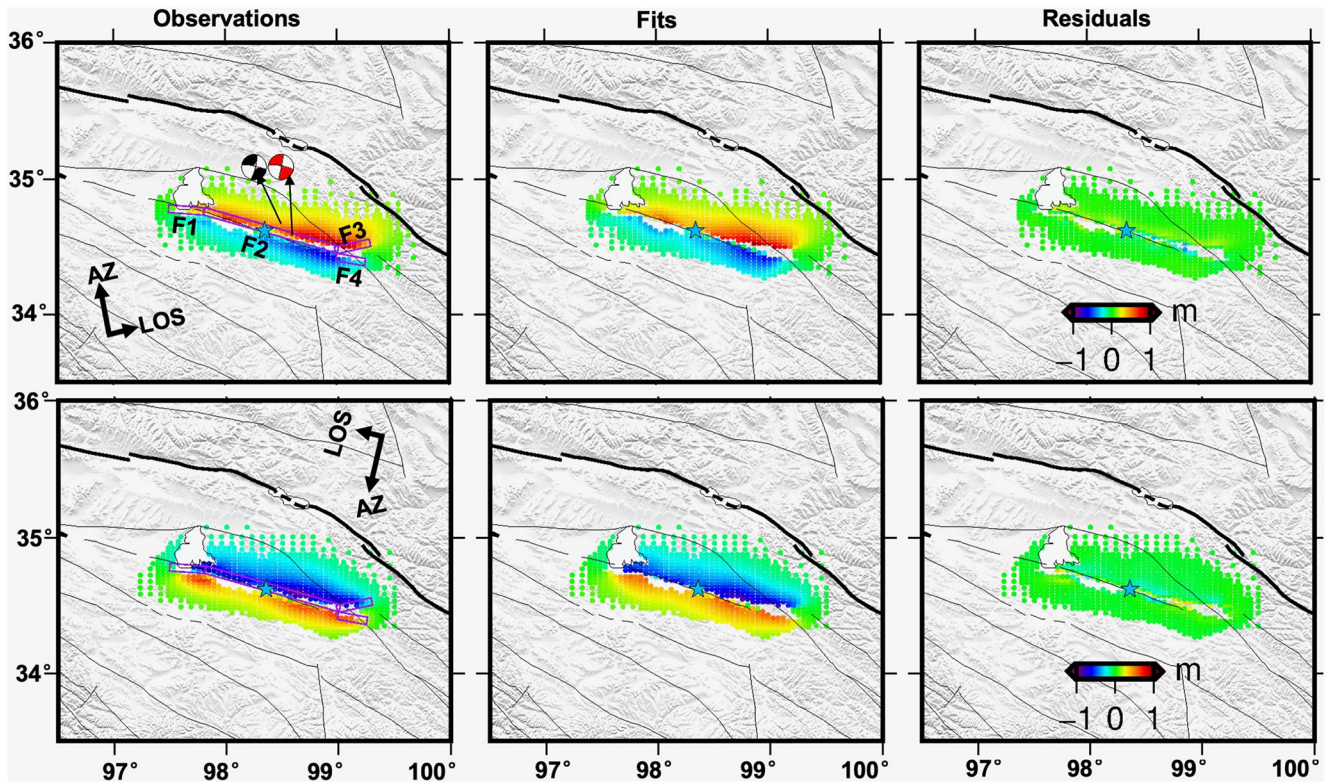 Observations Fits Residuals
36°
35°
34°
F1 F2 F3 F4
AZ
LOS
m
−1 0 1
36°
35°
34°
LOS
AZ
m
−1 0 1
97° 98° 99° 100° 97° 98° 99° 100° 97° 98° 99° 100°